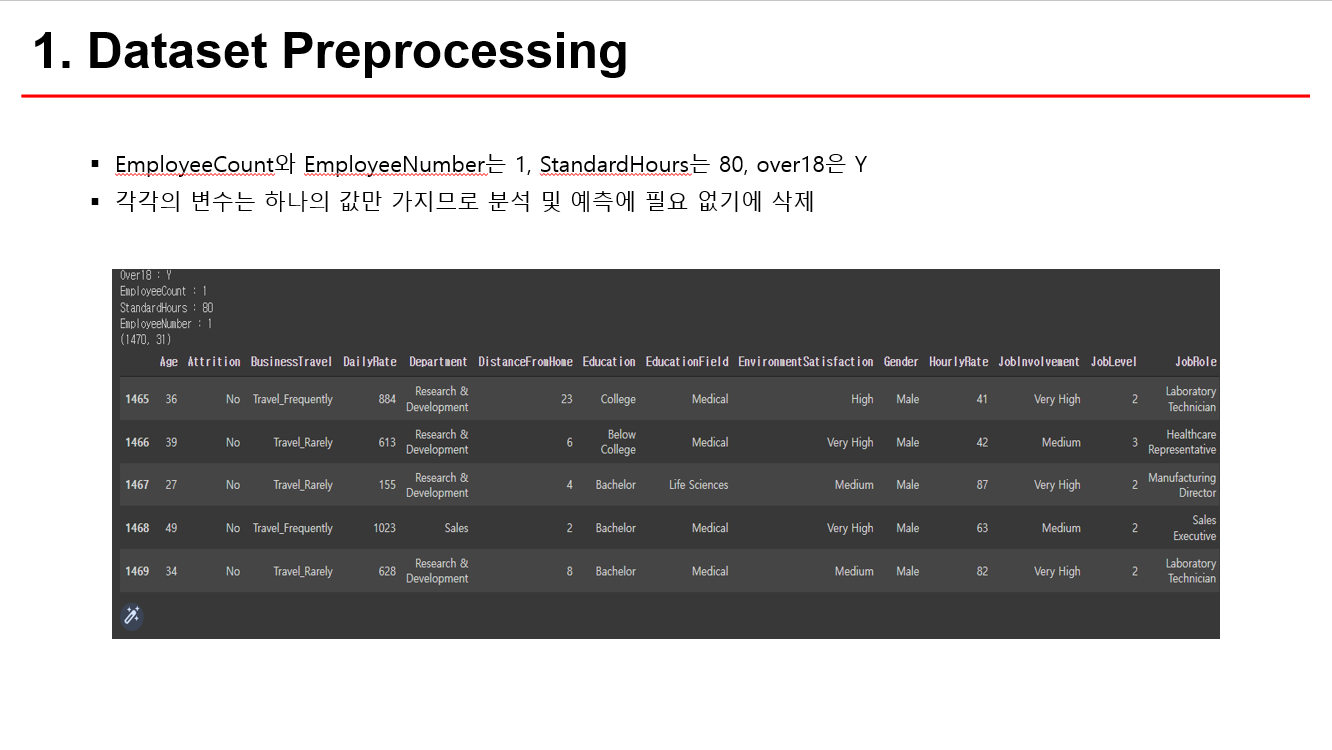 1. Dataset Preprocessing
▪ EmployeeCount와 EmployeeNumber는 1, StandardHours는 80, over18은 Y
▪ 각각의 변수는 하나의 값만 가지므로 분석 및 예측에 필요 없기에 삭제
Over18 : Y
EmployeeCount : 1
StandardHours : 80
EmployeeNumber : 1
(1470, 31)
Age Attrition BusinessTravel DailyRate Department DistanceFromHome Education EducationField EnvironmentSatisfaction Gender HourlyRate JobInvolvement JobLevel JobRole
1465 36 No Travel_Frequently 884 Research & Development 23 College Medical High Male 41 Very High 2 Laboratory Technician
1466 39 No Travel_Rarely 613 Research & Development 6 Below College Medical Very High Male 42 Medium 3 Healthcare Representative
1467 27 No Travel_Rarely 155 Research & Development 4 Bachelor Life Sciences Medium Male 87 Very High 2 Manufacturing Director
1468 49 No Travel_Frequently 1023 Sales 2 Bachelor Medical Very High Male 63 Medium 2 Sales Executive
1469 34 No Travel_Rarely 628 Research & Development 8 Bachelor Medical Medium Male 82 Very High 2 Laboratory Technician